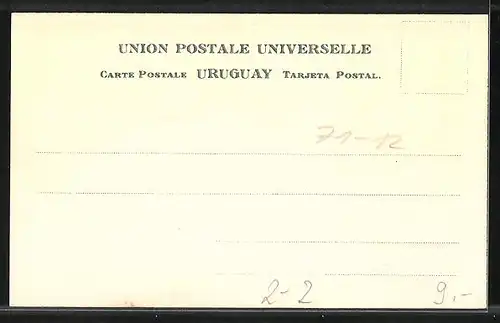 UNION POSTALE UNIVERSELLE
CARTE POSTALE URUGUAY TARJETA POSTAL.
71-12
2-2 9.-